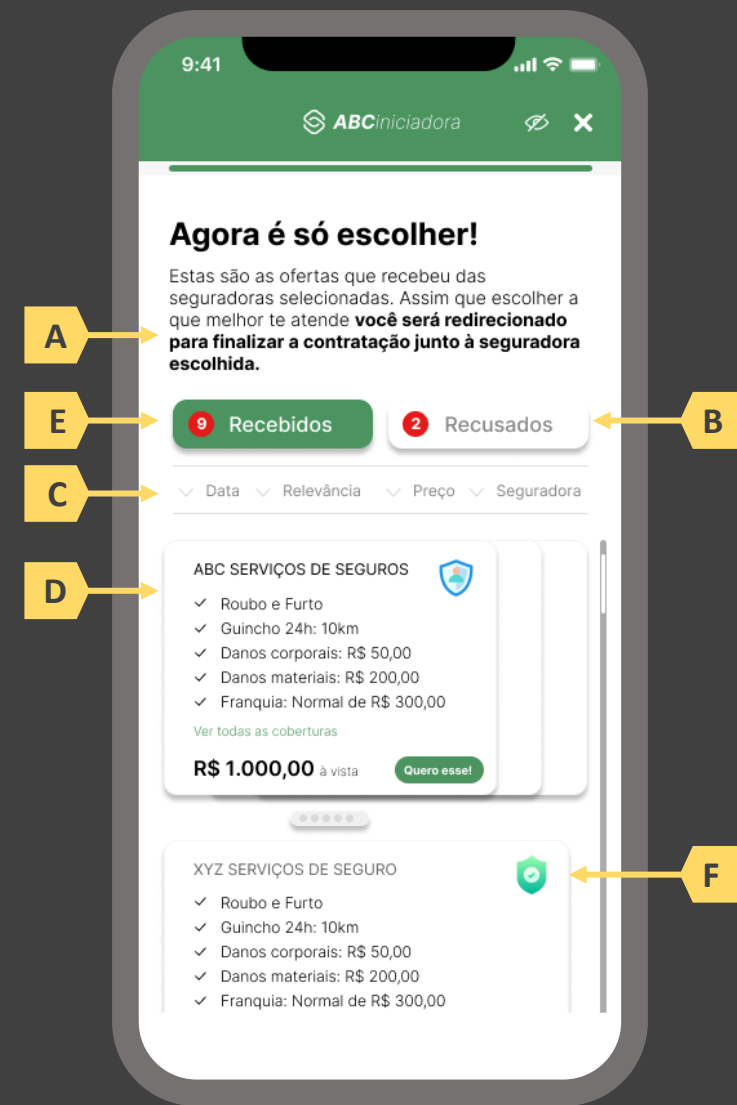 9:41
ABCiniciadora
Agora é só escolher!
Estas são as ofertas que recebeu das
seguradoras selecionadas. Assim que escolher a
que melhor te atende você será redirecionado
para finalizar a contratação junto à seguradora
escolhida.
A
E
9 Recebidos
2 Recusados
B
C
Data Relevância Preço Seguradora
D
ABC SERVIÇOS DE SEGUROS
Roubo e Furto
Guincho 24h: 10km
Danos corporais: R$ 50,00
Danos materiais: R$ 200,00
Franquia: Normal de R$ 300,00
Ver todas as coberturas
R$ 1.000,00 à vista
Quero esse!
XYZ SERVIÇOS DE SEGURO
F
Roubo e Furto
Guincho 24h: 10km
Danos corporais: R$ 50,00
Danos materiais: R$ 200,00
Franquia: Normal de R$ 300,00